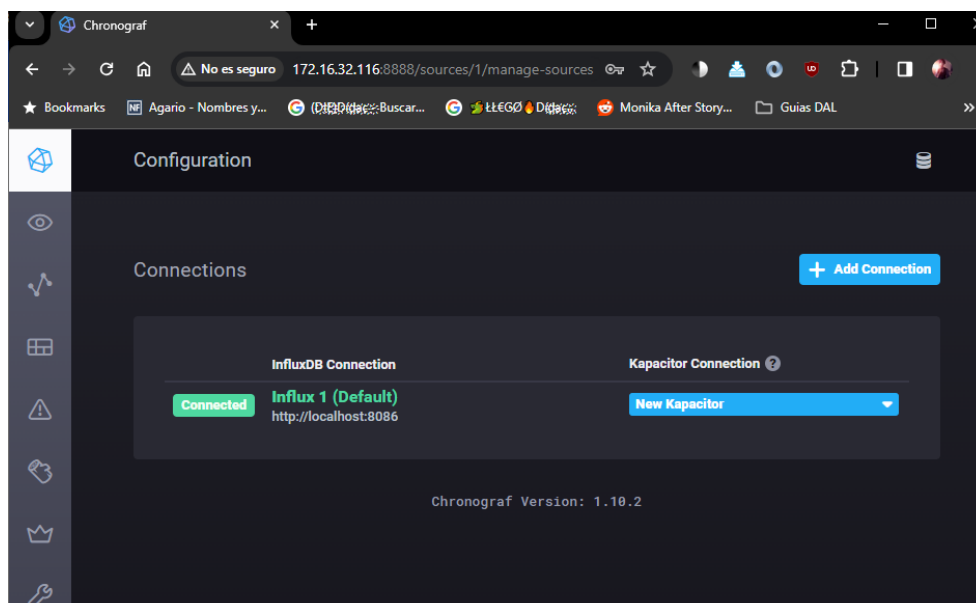 Chronograf
No es seguro 172.16.32.116:8888/sources/1/manage-sources
Bookmarks
Agario - Nombres y...
Buscar...
ŁŁ€GØ
Monika After Story...
Guias DAL
Configuration
Connections
Add Connection
InfluxDB Connection
Kapacitor Connection ?
Connected
Influx 1 (Default)
New Kapacitor
http://localhost:8086
Chronograf Version: 1.10.2